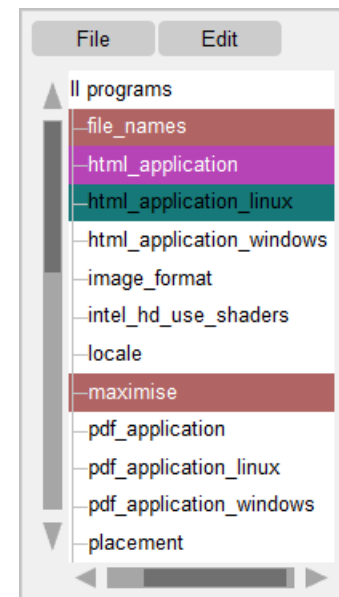 File Edit
ll programs
file_names
html_application
html_application_linux
html_application_windows
image_format
intel_hd_use_shaders
locale
maximise
pdf_application
pdf_application_linux
pdf_application_windows
placement